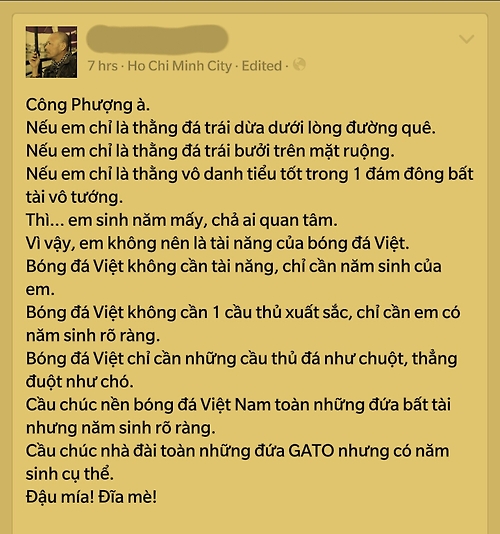 7 hrs · Ho Chi Minh City · Edited ·
Công Phượng à.
Nếu em chỉ là thằng đá trái dừa dưới lòng đường quê.
Nếu em chỉ là thằng đá trái bưởi trên mặt ruộng.
Nếu em chỉ là thằng vô danh tiểu tốt trong 1 đám đông bất
tài vô tướng.
Thì... em sinh năm mấy, chả ai quan tâm.
Vì vậy, em không nên là tài năng của bóng đá Việt.
Bóng đá Việt không cần tài năng, chỉ cần năm sinh của
em.
Bóng đá Việt không cần 1 cầu thủ xuất sắc, chỉ cần em có
năm sinh rõ ràng.
Bóng đá Việt chỉ cần những cầu thủ đá như chuột, thẳng
đuột như chó.
Cầu chúc nền bóng đá Việt Nam toàn những đứa bất tài
nhưng năm sinh rõ ràng.
Cầu chúc nhà đài toàn những đứa GATO nhưng có năm
sinh cụ thể.
Đậu mía! Đĩa mè!